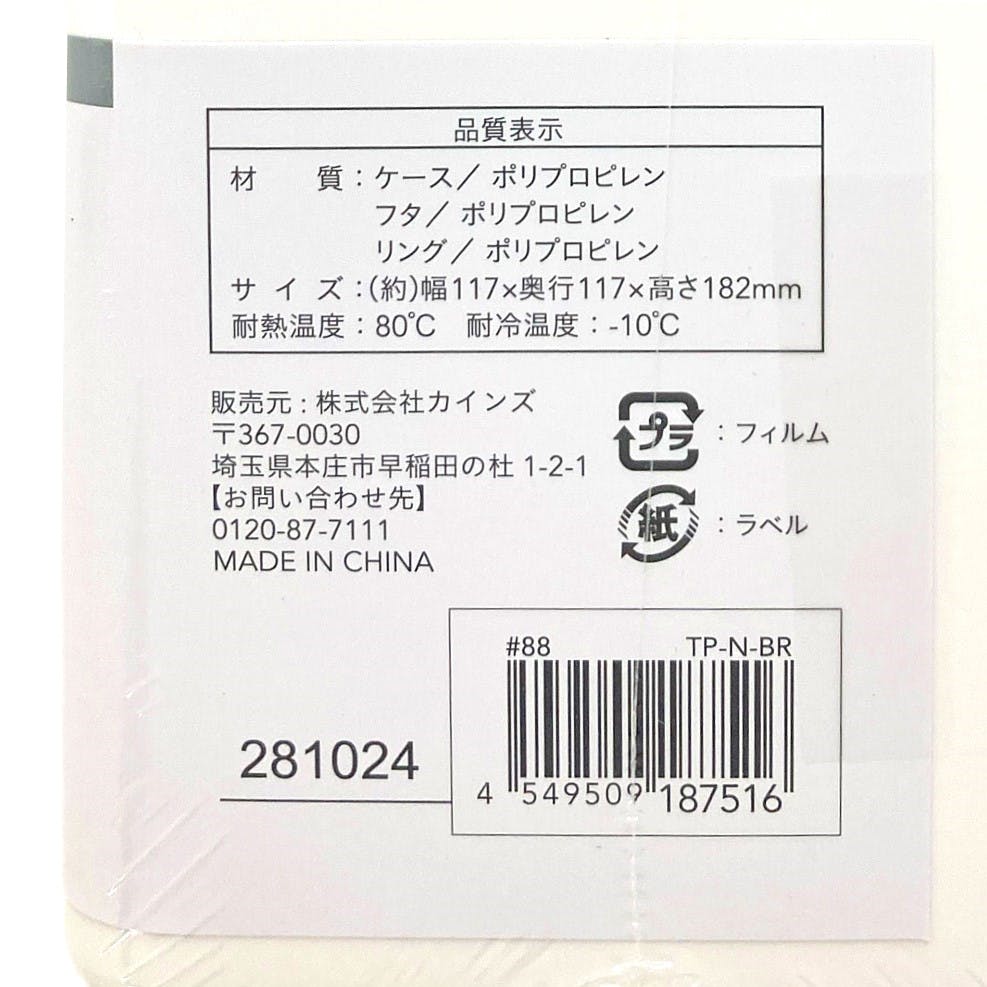 品質表示
材　質：ケース／ポリプロピレン
フタ／ポリプロピレン
リング／ポリプロピレン
サイズ：(約)幅117×奥行117×高さ182mm
耐熱温度：80℃　耐冷温度：-10℃
販売元：株式会社カインズ
〒367-0030
埼玉県本庄市早稲田の杜 1-2-1
【お問い合わせ先】
0120-87-7111
MADE IN CHINA
プラ：フィルム
紙：ラベル
#88 TP-N-BR
281024
4 549509 187516